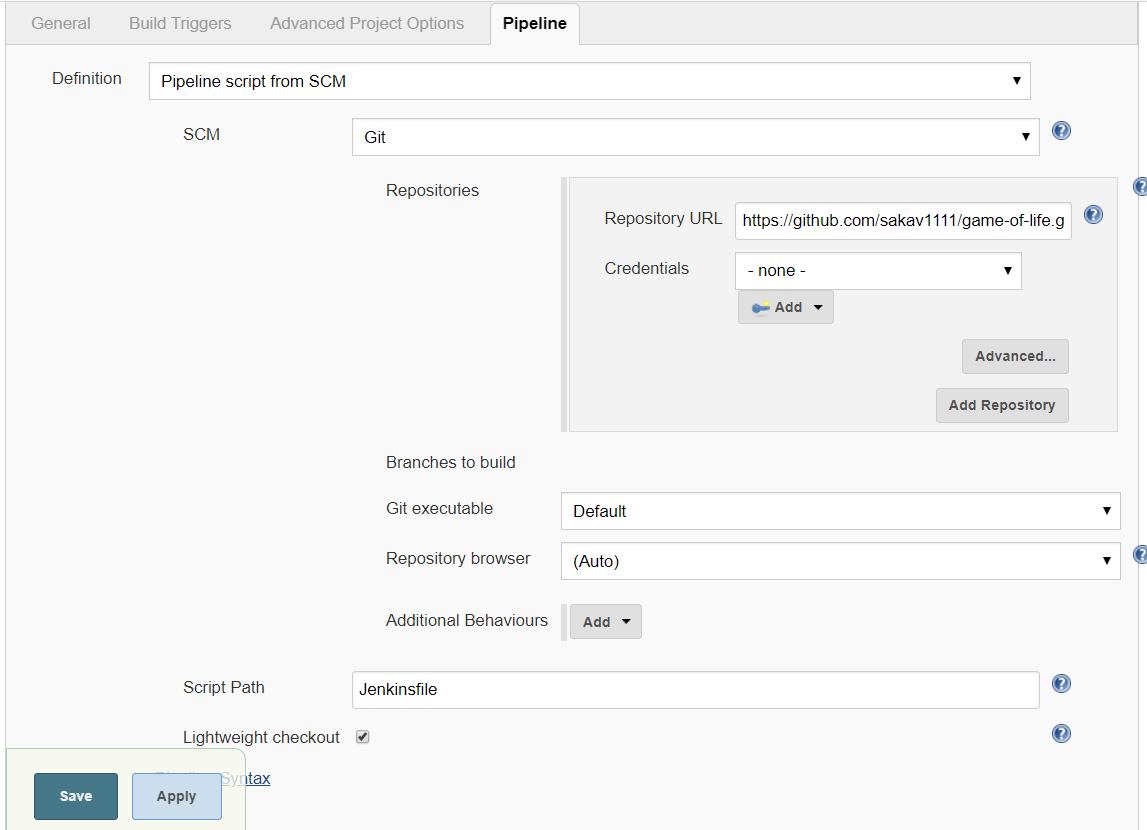 General Build Triggers Advanced Project Options Pipeline
Definition Pipeline script from SCM
SCM Git
Repositories
Repository URL https://github.com/sakav1111/game-of-life.g
Credentials - none -
Add
Advanced...
Add Repository
Branches to build
Git executable Default
Repository browser (Auto)
Additional Behaviours Add
Script Path Jenkinsfile
Lightweight checkout
Pipeline Syntax
Save Apply